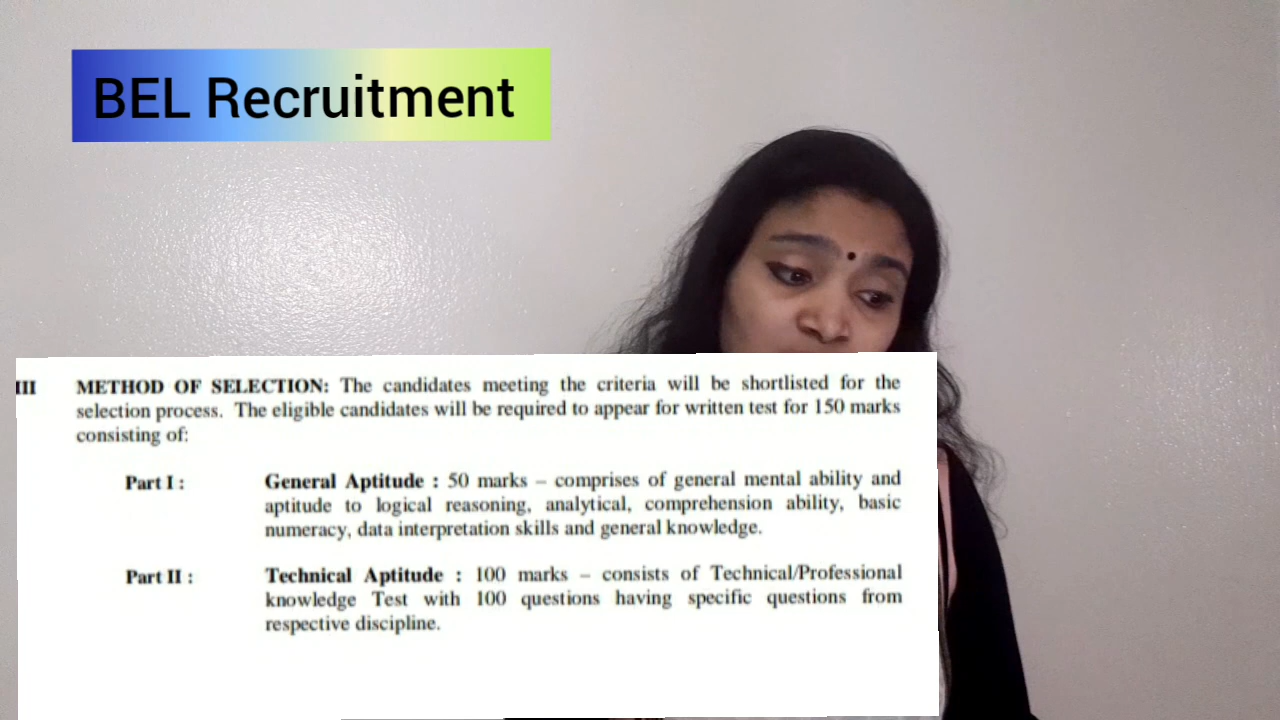 BEL Recruitment
III METHOD OF SELECTION: The candidates meeting the criteria will be shortlisted for the
selection process. The eligible candidates will be required to appear for written test for 150 marks
consisting of:
Part I : General Aptitude : 50 marks – comprises of general mental ability and
aptitude to logical reasoning, analytical, comprehension ability, basic
numeracy, data interpretation skills and general knowledge.
Part II : Technical Aptitude : 100 marks – consists of Technical/Professional
knowledge Test with 100 questions having specific questions from
respective discipline.